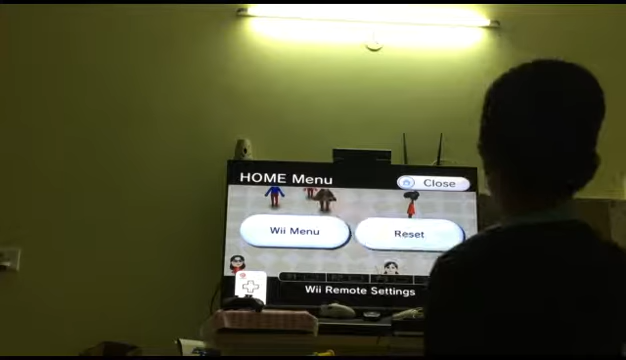 HOME Menu
Close
Wii Menu
Reset
Wii Remote Settings